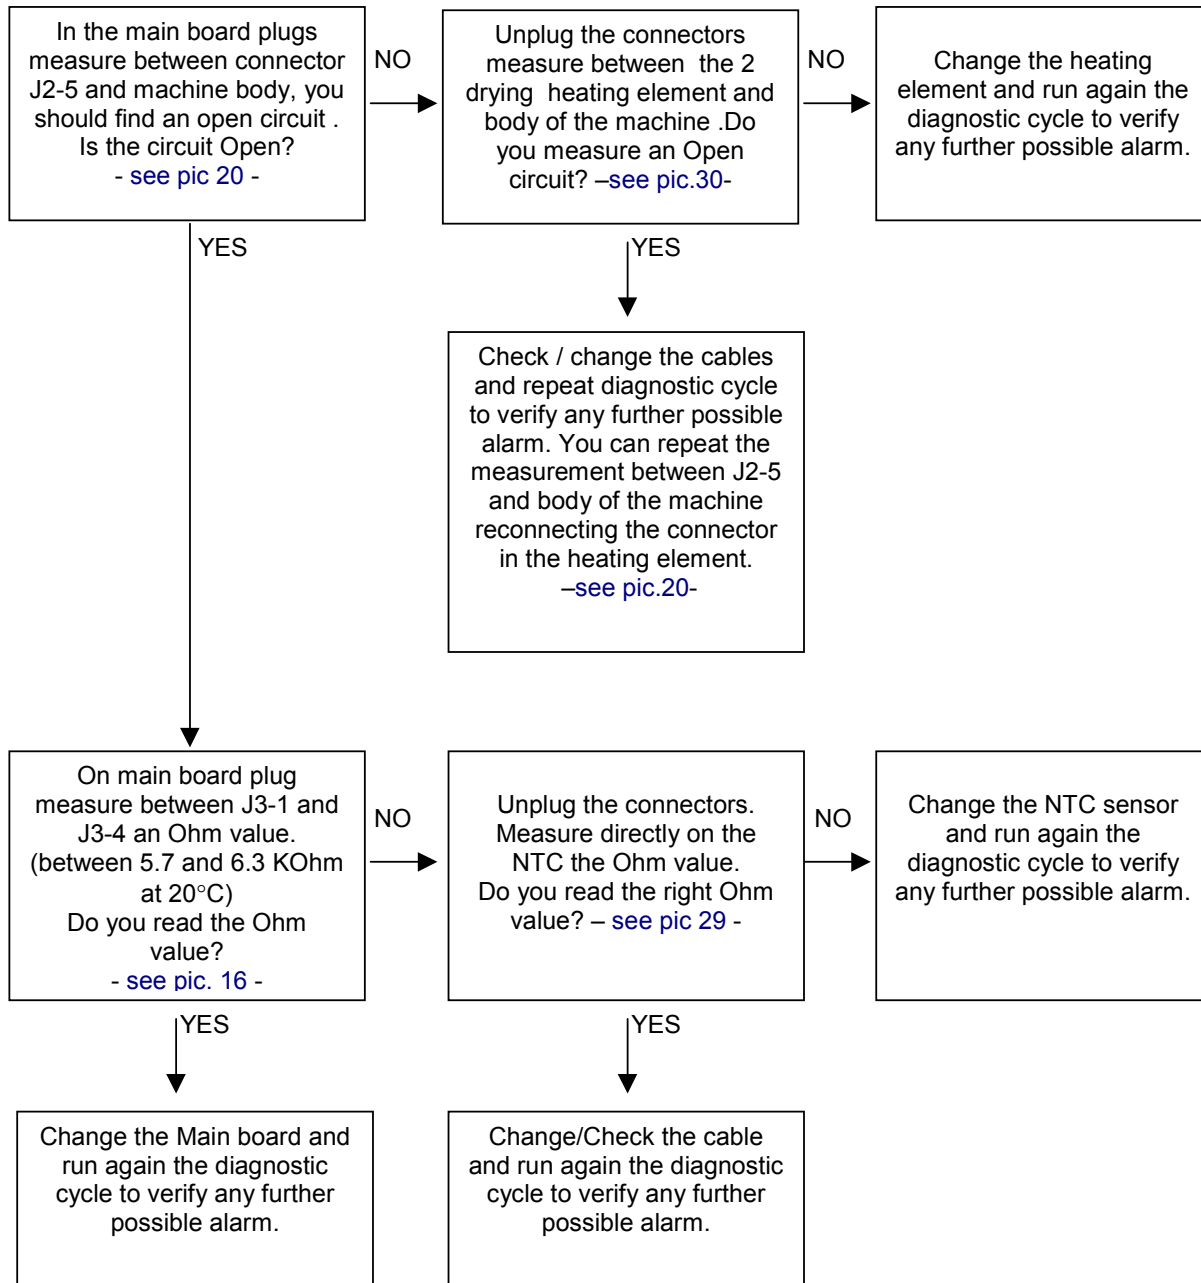 In the main board plugs
measure between connector
J2-5 and machine body, you
should find an open circuit .
Is the circuit Open?
- see pic 20 -
NO
Unplug the connectors
measure between  the 2
drying  heating element and
body of the machine .Do
you measure an Open
circuit? –see pic.30-
NO
Change the heating
element and run again the
diagnostic cycle to verify
any further possible alarm.
YES
YES
Check / change the cables
and repeat diagnostic cycle
to verify any further possible
alarm. You can repeat the
measurement between J2-5
and body of the machine
reconnecting the connector
in the heating element.
–see pic.20-
On main board plug
measure between J3-1 and
J3-4 an Ohm value.
(between 5.7 and 6.3 KOhm
at 20°C)
Do you read the Ohm
value?
- see pic. 16 -
NO
Unplug the connectors.
Measure directly on the
NTC the Ohm value.
Do you read the right Ohm
value? – see pic 29 -
NO
Change the NTC sensor
and run again the
diagnostic cycle to verify
any further possible alarm.
YES
YES
Change the Main board and
run again the diagnostic
cycle to verify any further
possible alarm.
Change/Check the cable
and run again the diagnostic
cycle to verify any further
possible alarm.